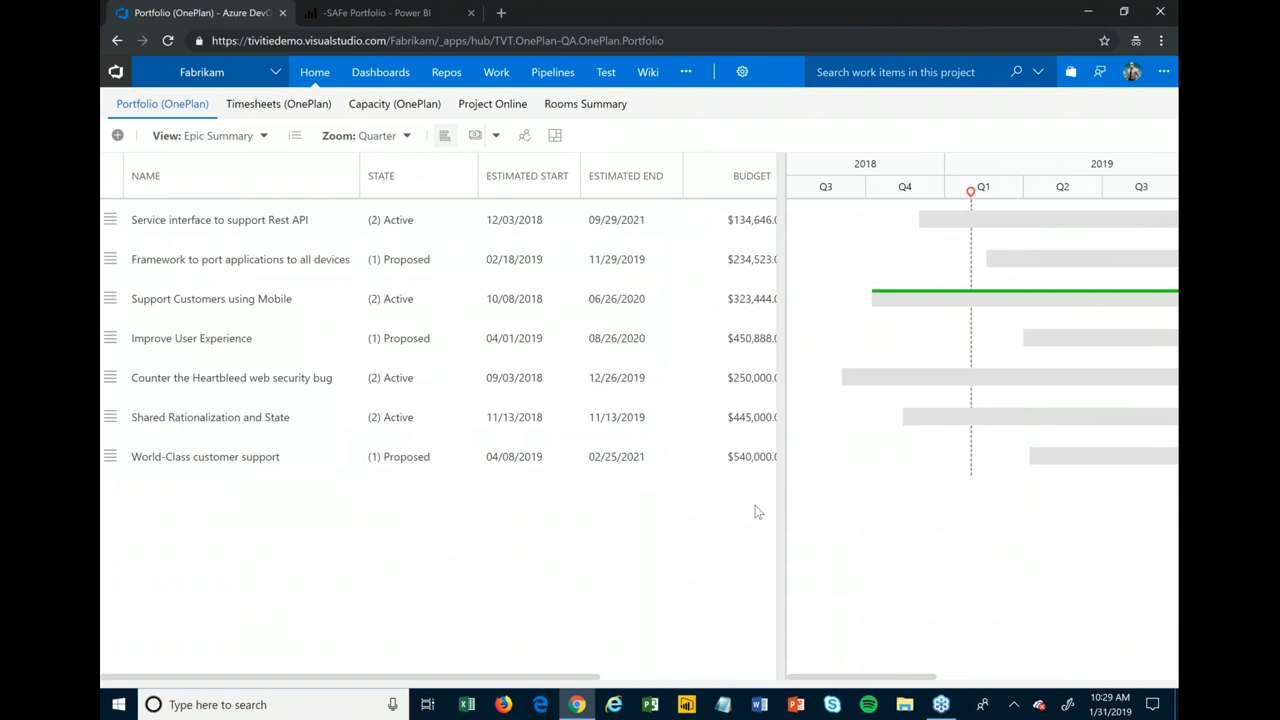 Portfolio (OnePlan) - Azure DevO
-SAFe Portfolio - Power BI
https://tivitiedemo.visualstudio.com/Fabrikam/_apps/hub/TVT.OnePlan-QA.OnePlan.Portfolio
Fabrikam Home Dashboards Repos Work Pipelines Test Wiki Search work items in this project
Portfolio (OnePlan) Timesheets (OnePlan) Capacity (OnePlan) Project Online Rooms Summary
View: Epic Summary Zoom: Quarter
2018 2019
NAME STATE ESTIMATED START ESTIMATED END BUDGET
Q3 Q4 Q1 Q2 Q3
Service interface to support Rest API (2) Active 12/03/2018 09/29/2021 $134,646.0
Framework to port applications to all devices (1) Proposed 02/18/2019 11/29/2019 $234,523.0
Support Customers using Mobile (2) Active 10/08/2018 06/26/2020 $323,444.0
Improve User Experience (1) Proposed 04/01/2019 08/26/2020 $450,888.0
Counter the Heartbleed web security bug (2) Active 09/03/2018 12/26/2019 $250,000.0
Shared Rationalization and State (2) Active 11/13/2018 11/13/2019 $445,000.0
World-Class customer support (1) Proposed 04/08/2019 02/25/2021 $540,000.0
Type here to search
10:29 AM
1/31/2019